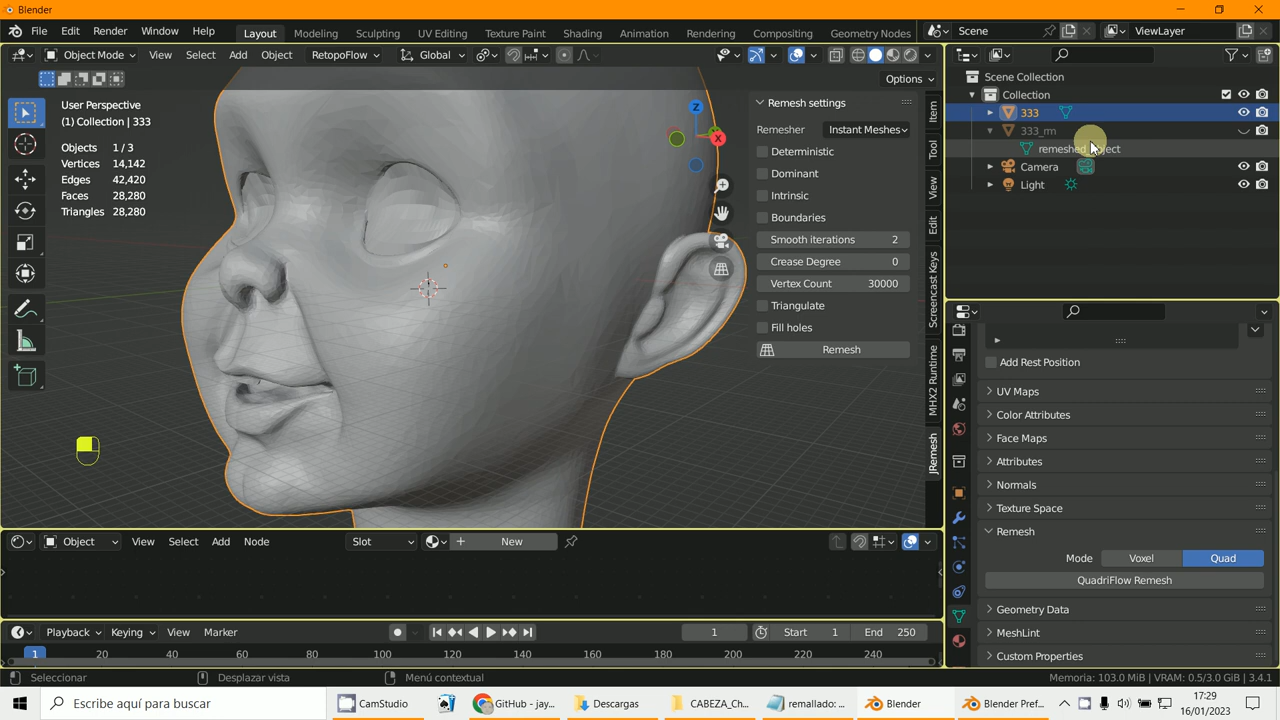 Blender
File Edit Render Window Help Layout Modeling Sculpting UV Editing Texture Paint Shading Animation Rendering Compositing Geometry Nodes Scene ViewLayer
Object Mode View Select Add Object RetopoFlow Global
Options
User Perspective
(1) Collection | 333
Objects 1 / 3
Vertices 14,142
Edges 42,420
Faces 28,280
Triangles 28,280
Z
X
Remesh settings
Remesher Instant Meshes
Deterministic
Dominant
Intrinsic
Boundaries
Smooth iterations 2
Crease Degree 0
Vertex Count 30000
Triangulate
Fill holes
Remesh
Item
Tool
View
Edit
Screencast Keys
MHX2 Runtime
JRemesh
Scene Collection
Collection
333
333_rm
remeshed object
Camera
Light
Add Rest Position
UV Maps
Color Attributes
Face Maps
Attributes
Normals
Texture Space
Remesh
Mode Voxel Quad
QuadriFlow Remesh
Geometry Data
MeshLint
Custom Properties
Object View Select Add Node Slot New
Playback Keying View Marker 1 Start 1 End 250
1 20 40 60 80 100 120 140 160 180 200 220 240
Seleccionar Desplazar vista Menú contextual Memoria: 103.0 MiB | VRAM: 0.5/3.0 GiB | 3.4.1
Escribe aquí para buscar CamStudio GitHub - jay... Descargas CABEZA_Ch... remallado: ... Blender Blender Pref... 17:29
16/01/2023